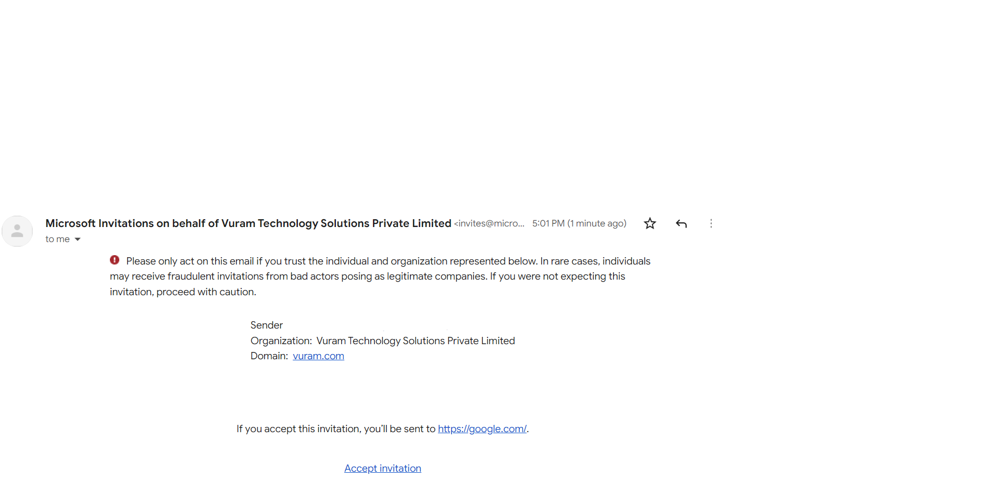 Microsoft Invitations on behalf of Vuram Technology Solutions Private Limited <invites@micro... 5:01 PM (1 minute ago)
to me
Please only act on this email if you trust the individual and organization represented below. In rare cases, individuals
may receive fraudulent invitations from bad actors posing as legitimate companies. If you were not expecting this
invitation, proceed with caution.
Sender
Organization: Vuram Technology Solutions Private Limited
Domain: vuram.com
If you accept this invitation, you’ll be sent to https://google.com/.
Accept invitation